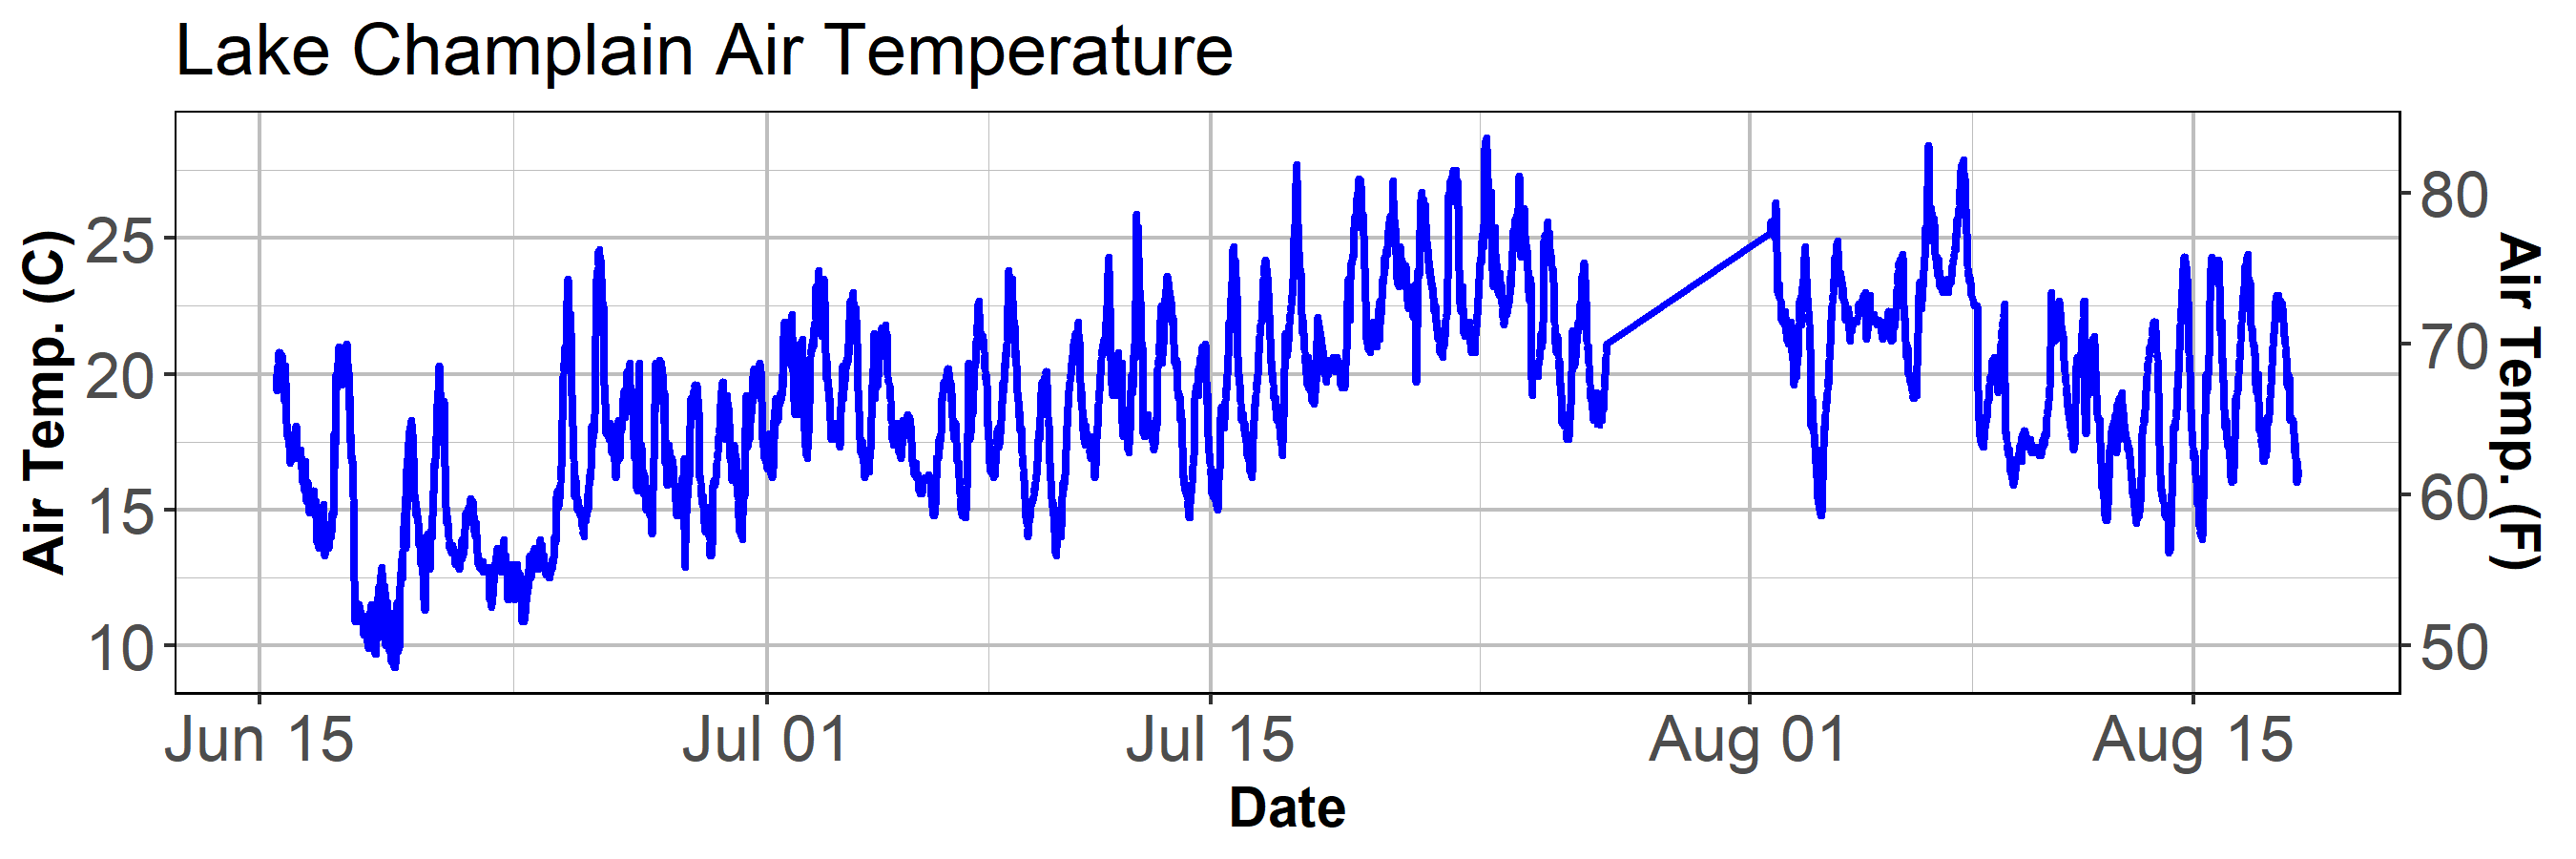 Lake Champlain Air Temperature
Air Temp. (C)
25
20
15
10
80
70
60
50
Air Temp. (F)
Jun 15 Jul 01 Jul 15 Aug 01 Aug 15
Date